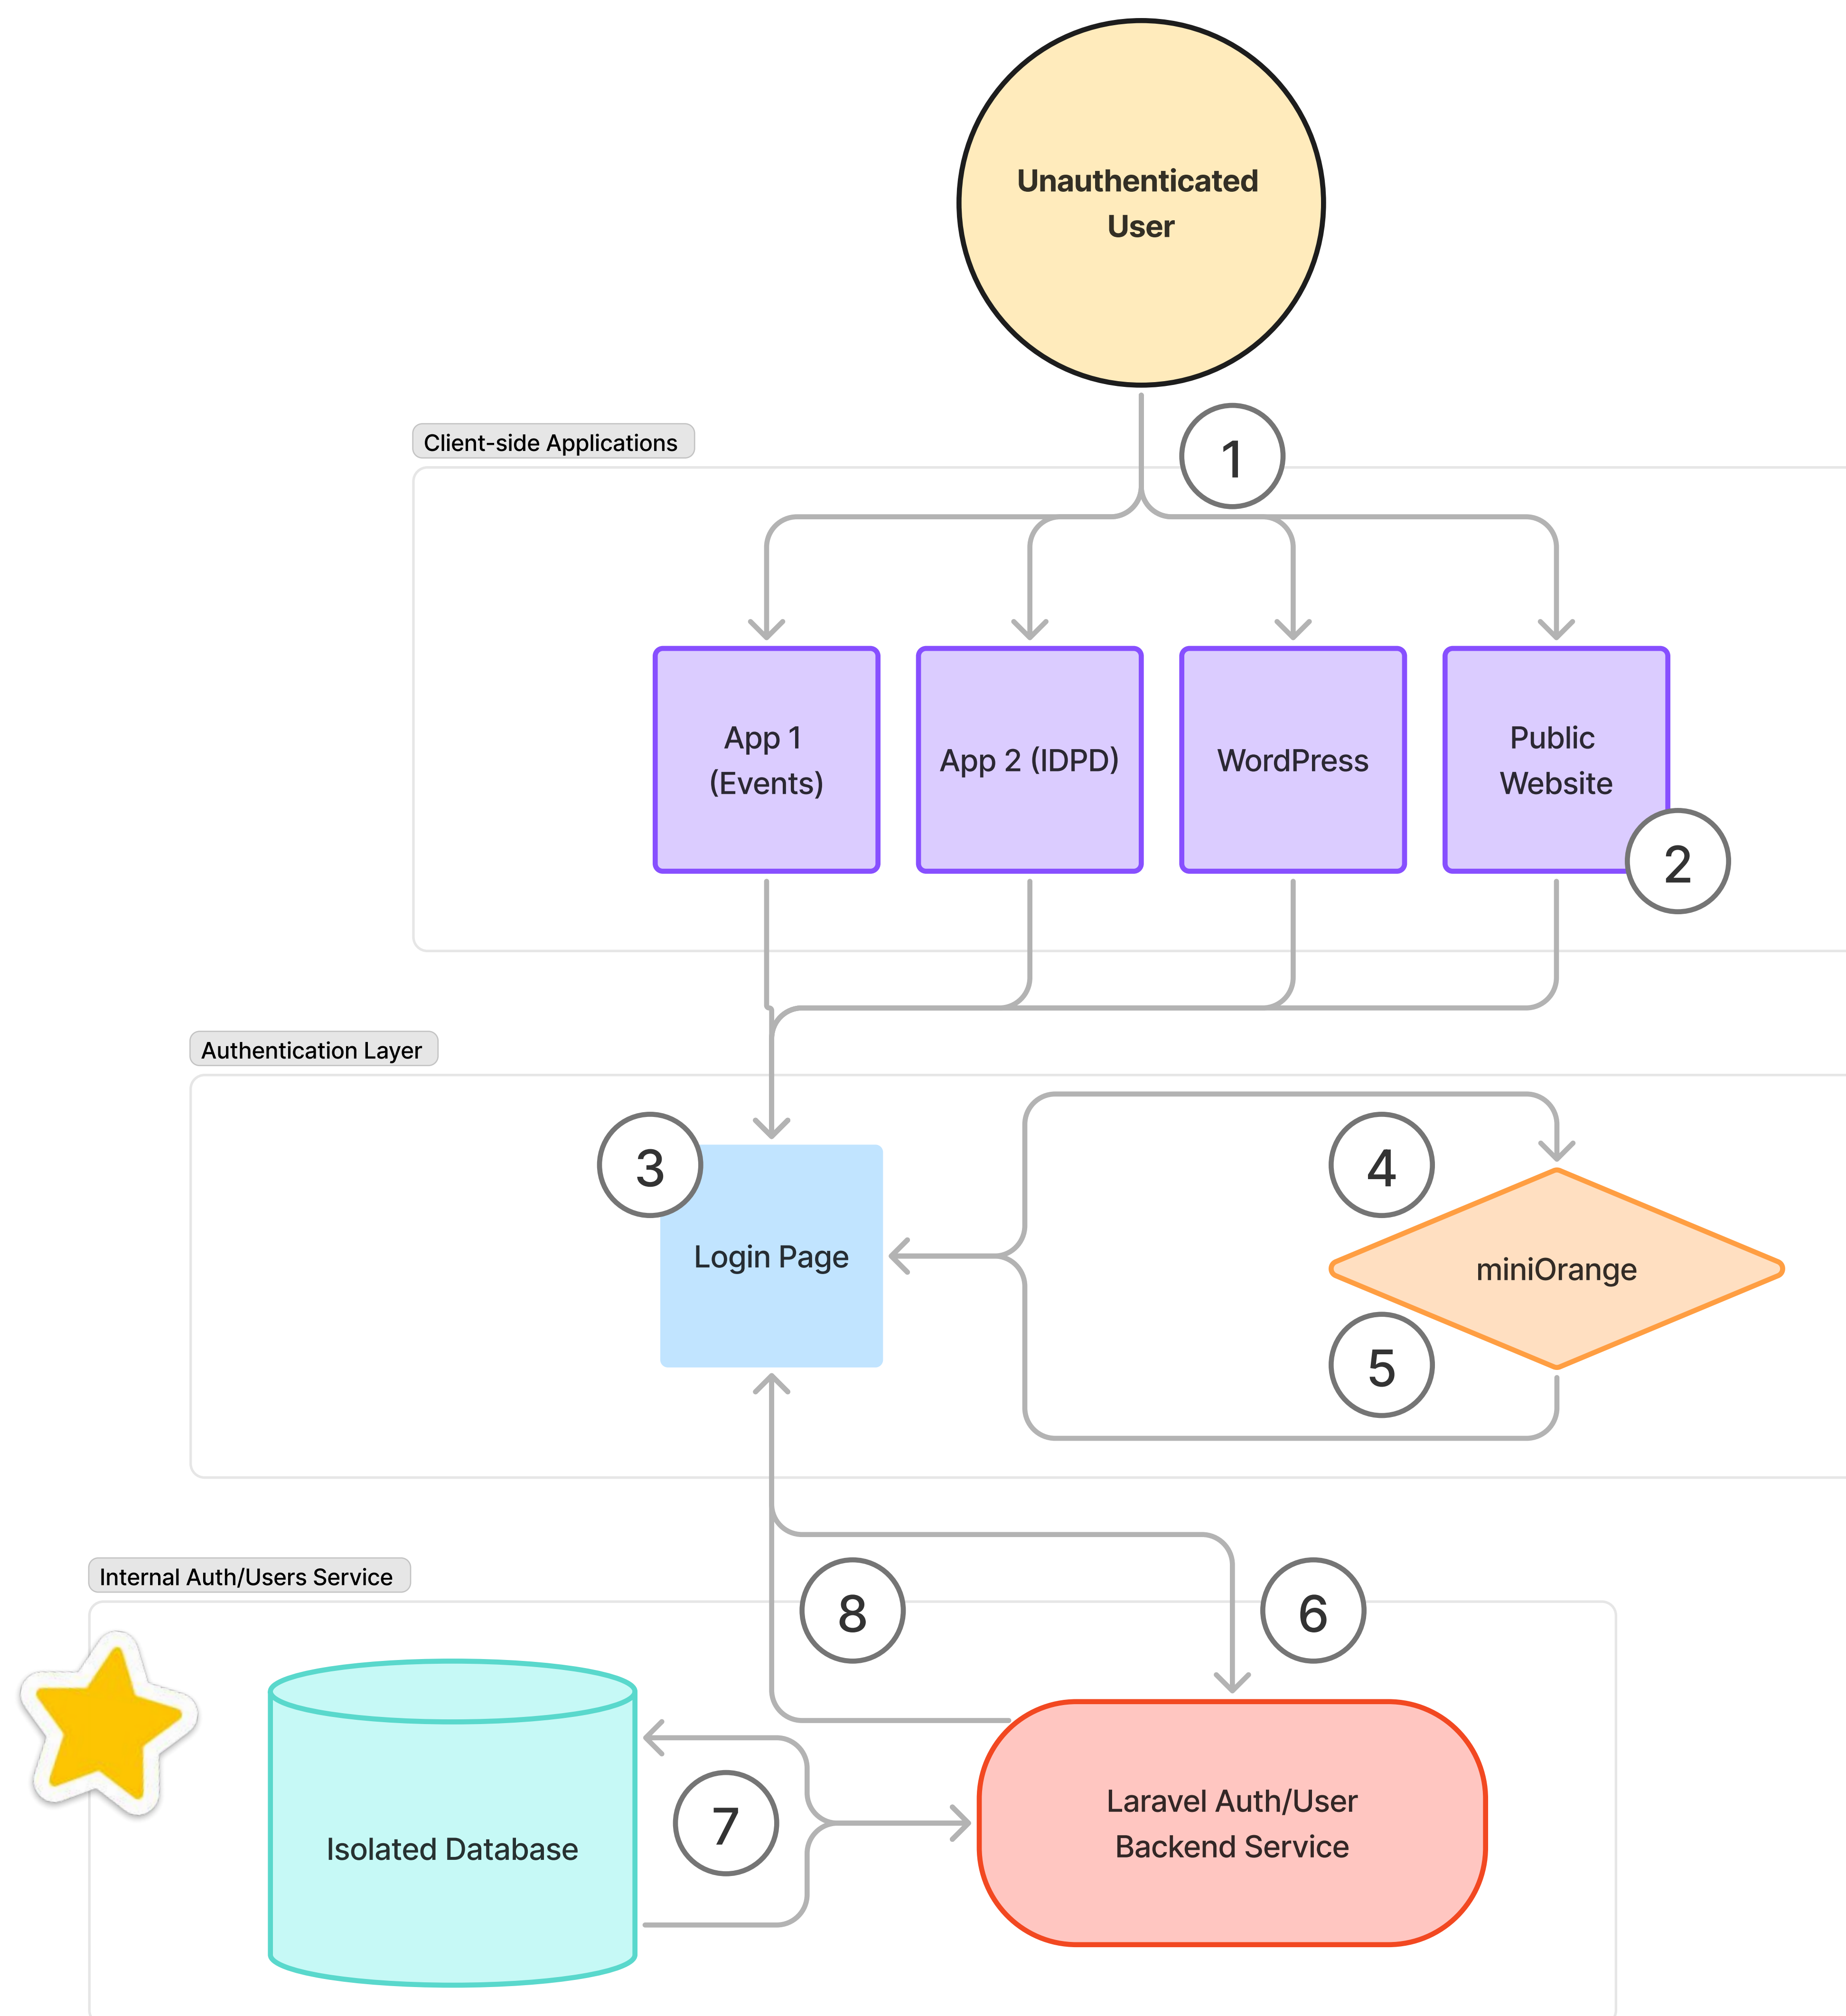 Unauthenticated
User
Client-side Applications
1
App 1
(Events)
App 2 (IDPD)
WordPress
Public
Website
2
Authentication Layer
3
Login Page
4
miniOrange
5
Internal Auth/Users Service
8
6
7
Isolated Database
Laravel Auth/User
Backend Service